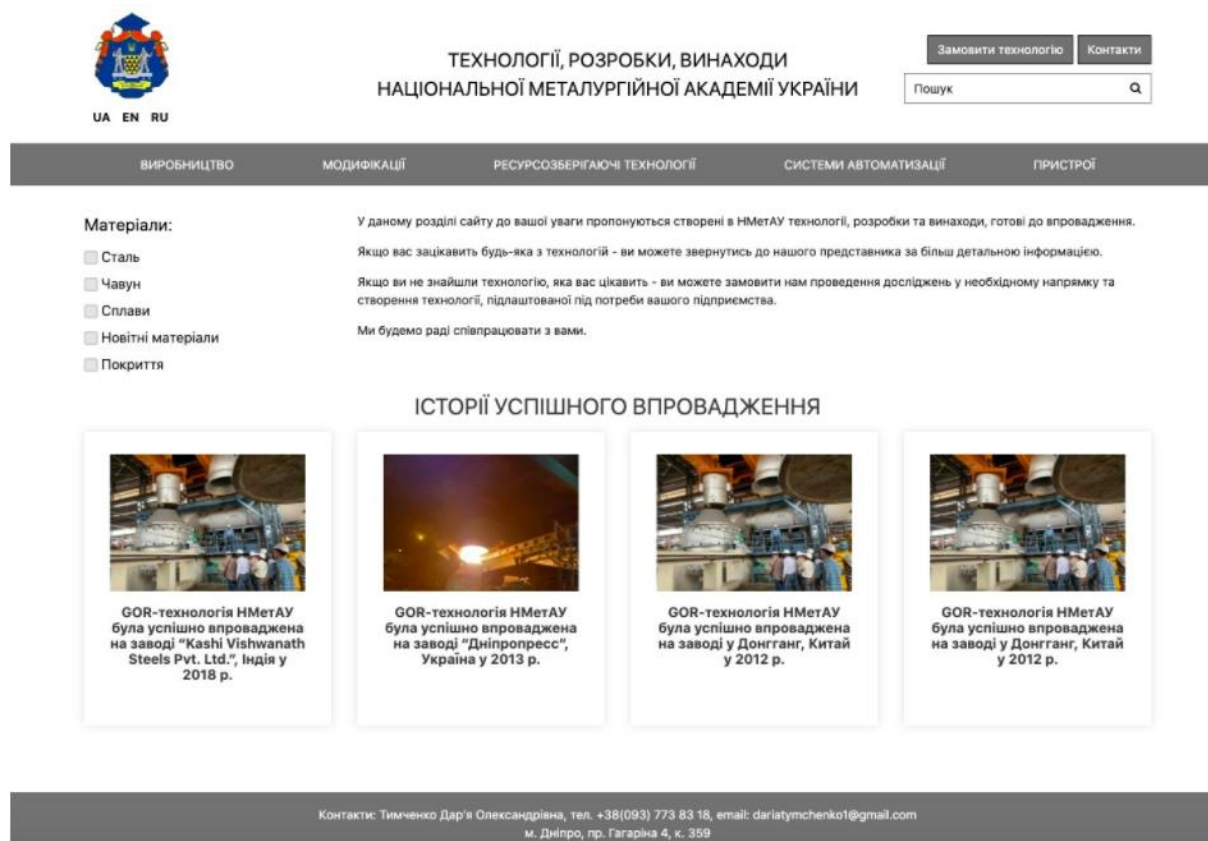 ТЕХНОЛОГІЇ, РОЗРОБКИ, ВИНАХОДИ
НАЦІОНАЛЬНОЇ МЕТАЛУРГІЙНОЇ АКАДЕМІЇ УКРАЇНИ
Замовити технологію
Контакти
Пошук
UA EN RU
ВИРОБНИЦТВО
МОДИФІКАЦІЇ
РЕСУРСОЗБЕРІГАЮЧІ ТЕХНОЛОГІЇ
СИСТЕМИ АВТОМАТИЗАЦІЇ
ПРИСТРОЇ
Матеріали:
Сталь
Чавун
Сплави
Новітні матеріали
Покриття
У даному розділі сайту до вашої уваги пропонуються створені в НМетАУ технології, розробки та винаходи, готові до впровадження.
Якщо вас зацікавить будь-яка з технологій - ви можете звернутись до нашого представника за більш детальною інформацією.
Якщо ви не знайшли технологію, яка вас цікавить - ви можете замовити нам проведення досліджень у необхідному напрямку та
створення технології, підлаштованої під потреби вашого підприємства.
Ми будемо раді співпрацювати з вами.
ІСТОРІЇ УСПІШНОГО ВПРОВАДЖЕННЯ
GOR-технологія НМетАУ
була успішно впроваджена
на заводі "Kashi Vishwanath
Steels Pvt. Ltd.", Індія у
2018 р.
GOR-технологія НМетАУ
була успішно впроваджена
на заводі "Дніпропресс",
Україна у 2013 р.
GOR-технологія НМетАУ
була успішно впроваджена
на заводі у Донгганг, Китай
у 2012 р.
GOR-технологія НМетАУ
була успішно впроваджена
на заводі у Донгганг, Китай
у 2012 р.
Контакти: Тимченко Дар'я Олександрівна, тел. +38(093) 773 83 18, email: dariatymchenko1@gmail.com
м. Дніпро, пр. Гагаріна 4, к. 359